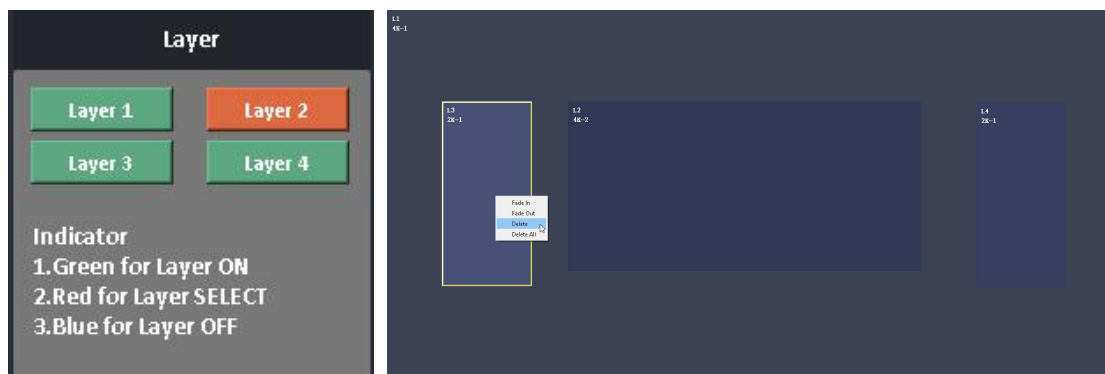 Layer
Layer 1
Layer 2
Layer 3
Layer 4
Indicator
1.Green for Layer ON
2.Red for Layer SELECT
3.Blue for Layer OFF
L1
4K-1
L3
2K-1
L2
4K-2
L4
2K-1
Fade In
Fade Out
Delete
Delete All